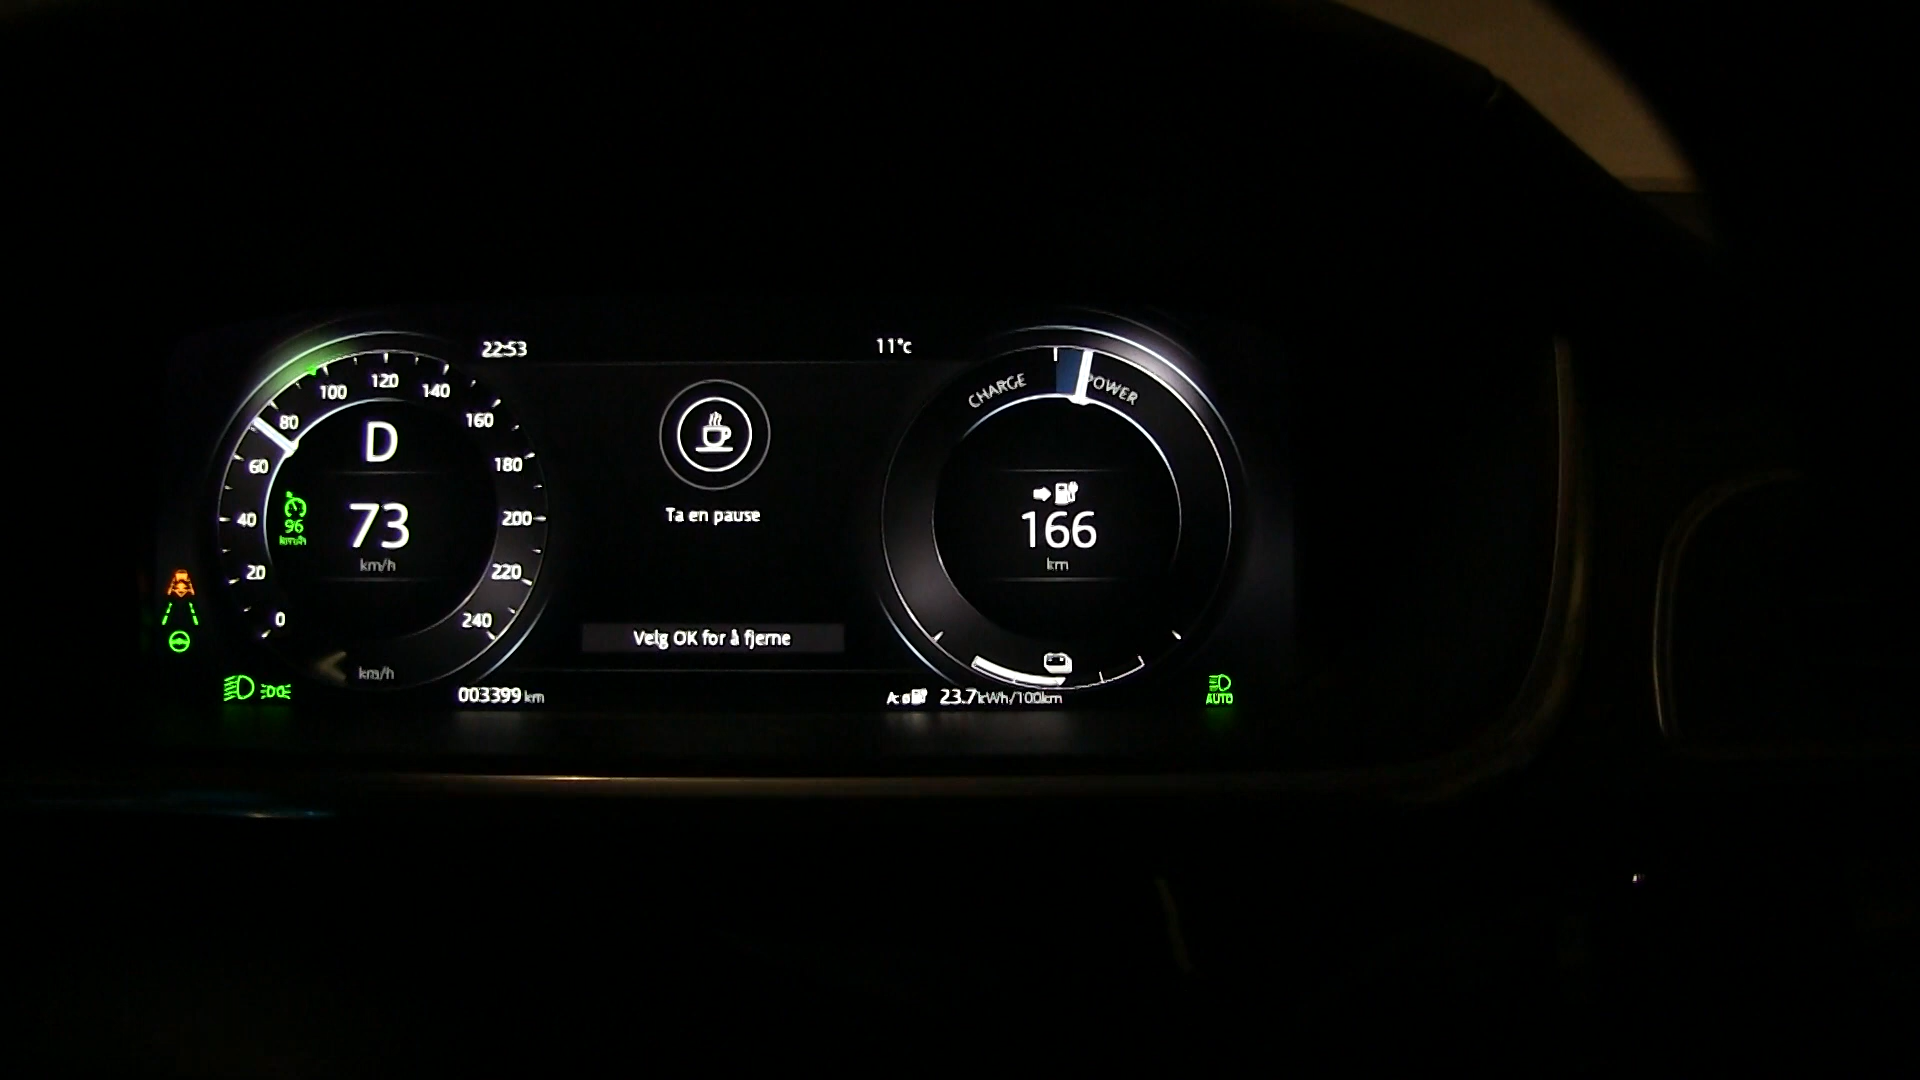 22:53
11°c
0
20
40
60
80
100
120
140
160
180
200
220
240
D
73
km/h
96
km/h
km/h
003399 km
Ta en pause
Velg OK for å fjerne
CHARGE
POWER
166
km
A: ø 23.7 kWh/100km
AUTO